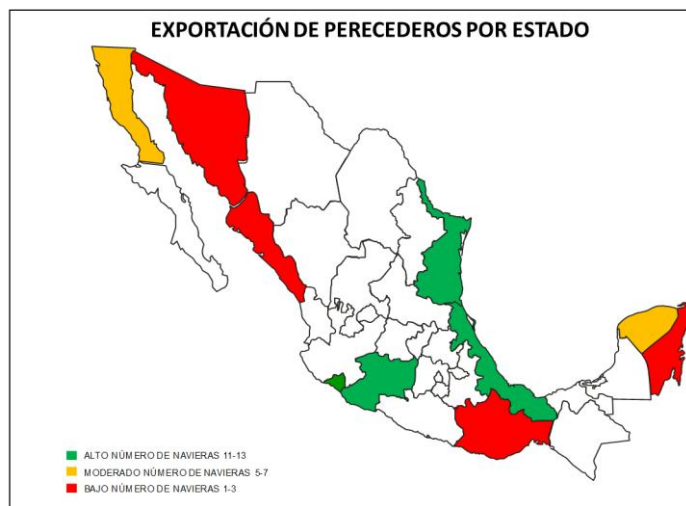 EXPORTACIÓN DE PERECEDEROS POR ESTADO
ALTO NÚMERO DE NAVIERAS 11-13
MODERADO NÚMERO DE NAVIERAS 5-7
BAJO NÚMERO DE NAVIERAS 1-3